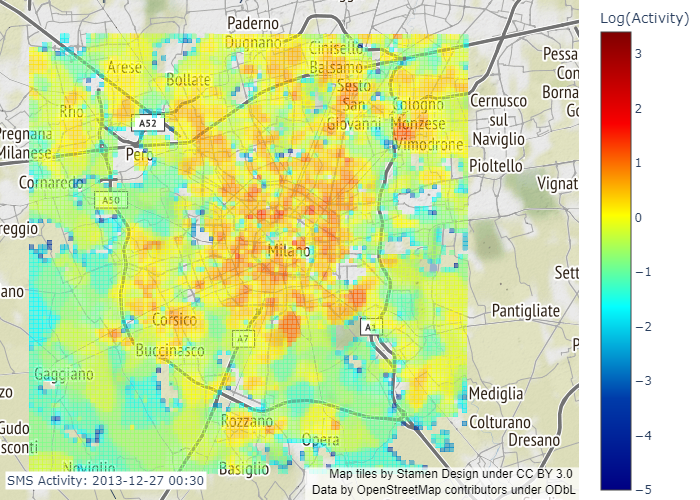 Log(Activity)
Paderno
Dugnano
Cinisello
Balsamo
Arese
Bollate
Sesto
San
Giovanni
Rho
A52
Cologno
Monzese
Vimodrone
Cernusco
sul
Naviglio
Pessa
Con
Borna
Go
Pregnana
Milanese
Pero
Pioltello
Cornaredo
Vignat
A50
reggio
Milano
Sett
ano
Pantigliate
Corsico
A7
A1
Buccinasco
P
Gaggiano
zo
Mediglia
Gudo
sconti
Rozzano
Opera
Colturano
Dresano
Noviglio
Basiglio
SMS Activity: 2013-12-27 00:30
Map tiles by Stamen Design under CC BY 3.0
Data by OpenStreetMap contributors under ODbL
3
2
1
0
−1
−2
−3
−4
−5